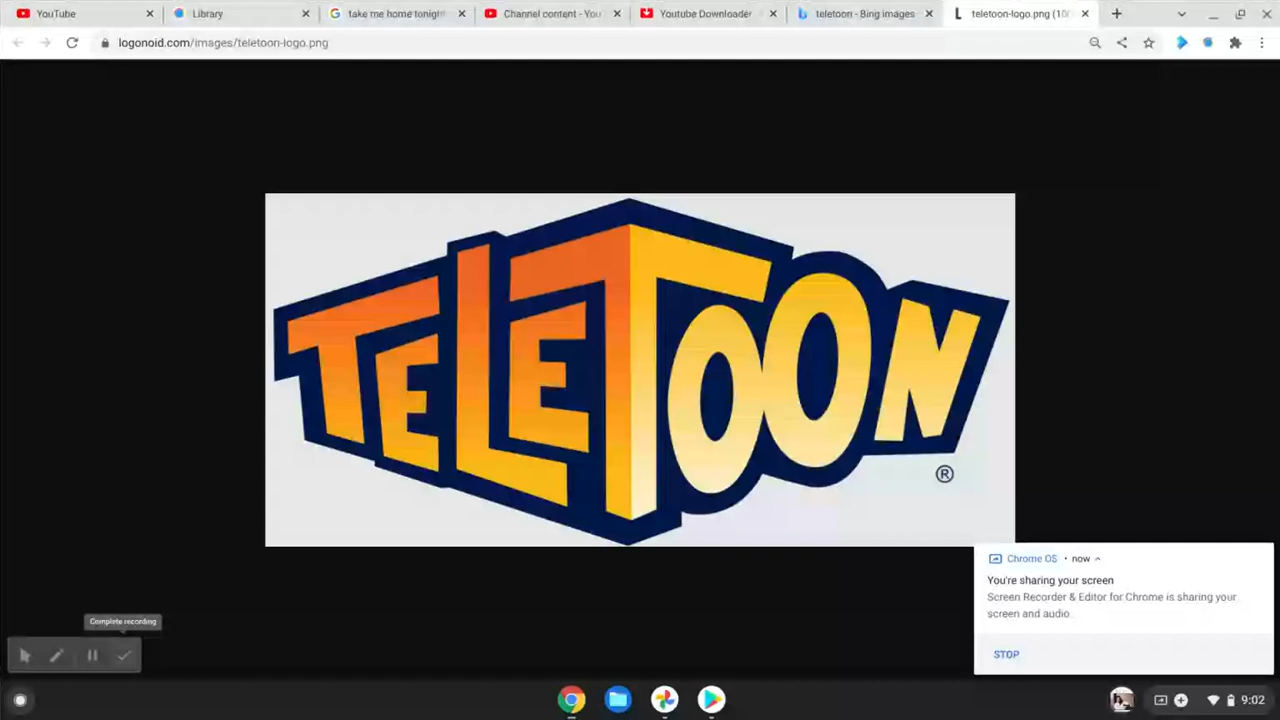 YouTube
Library
take me home tonight
Channel content - You
Youtube Downloader
teletoon - Bing images
teletoon-logo.png (10
logonoid.com/images/teletoon-logo.png
TELETOON
®
Chrome OS • now
You're sharing your screen
Screen Recorder & Editor for Chrome is sharing your
screen and audio.
STOP
Complete recording
9:02